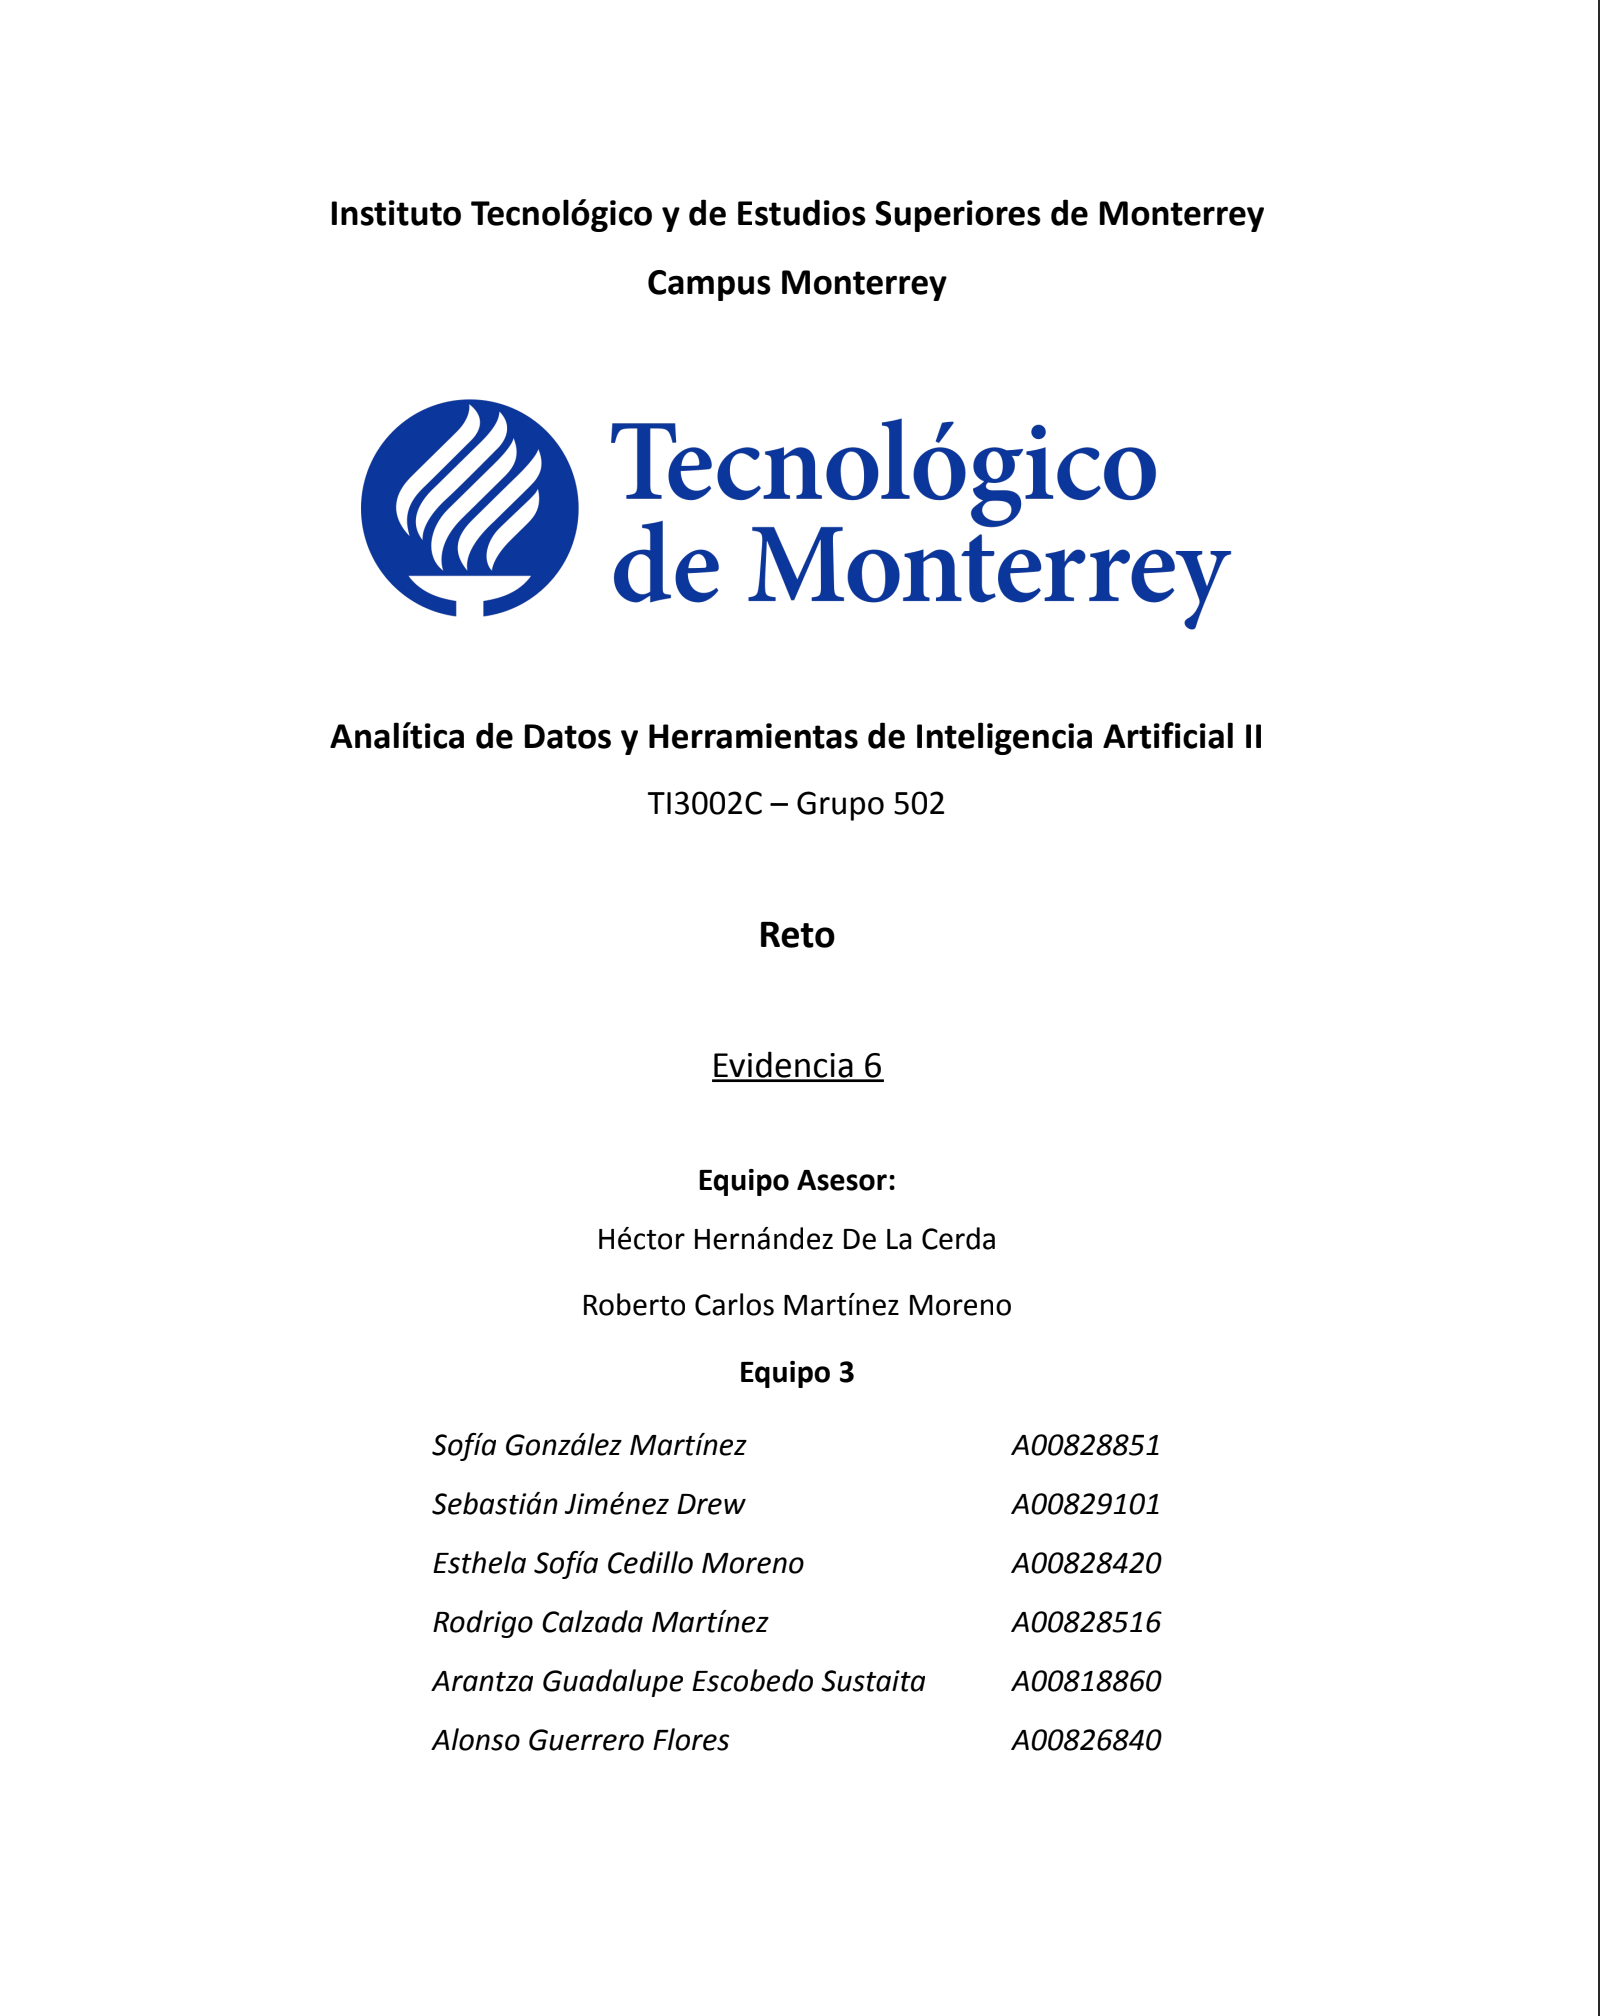 Instituto Tecnológico y de Estudios Superiores de Monterrey
Campus Monterrey
Tecnológico
de Monterrey
Analítica de Datos y Herramientas de Inteligencia Artificial II
TI3002C – Grupo 502
Reto
Evidencia 6
Equipo Asesor:
Héctor Hernández De La Cerda
Roberto Carlos Martínez Moreno
Equipo 3
Sofía González Martínez A00828851
Sebastián Jiménez Drew A00829101
Esthela Sofía Cedillo Moreno A00828420
Rodrigo Calzada Martínez A00828516
Arantza Guadalupe Escobedo Sustaita A00818860
Alonso Guerrero Flores A00826840